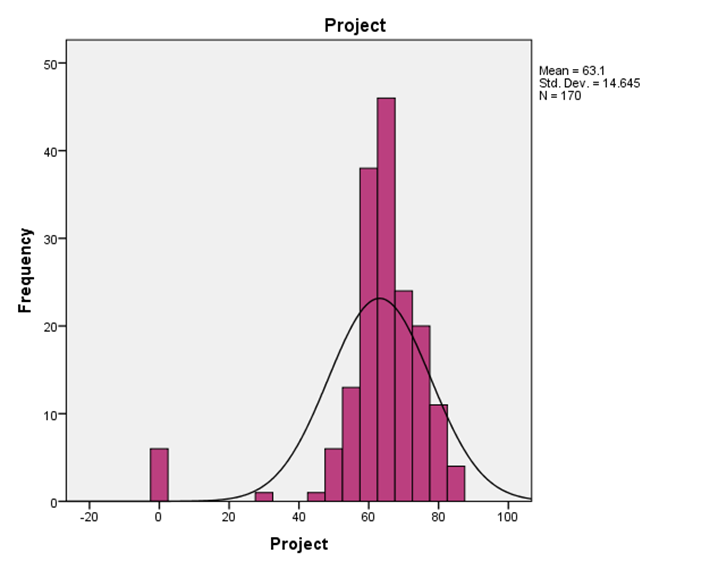 Project
Mean = 63.1
Std. Dev. = 14.645
N = 170
50
40
30
20
10
0
Frequency
-20 0 20 40 60 80 100
Project